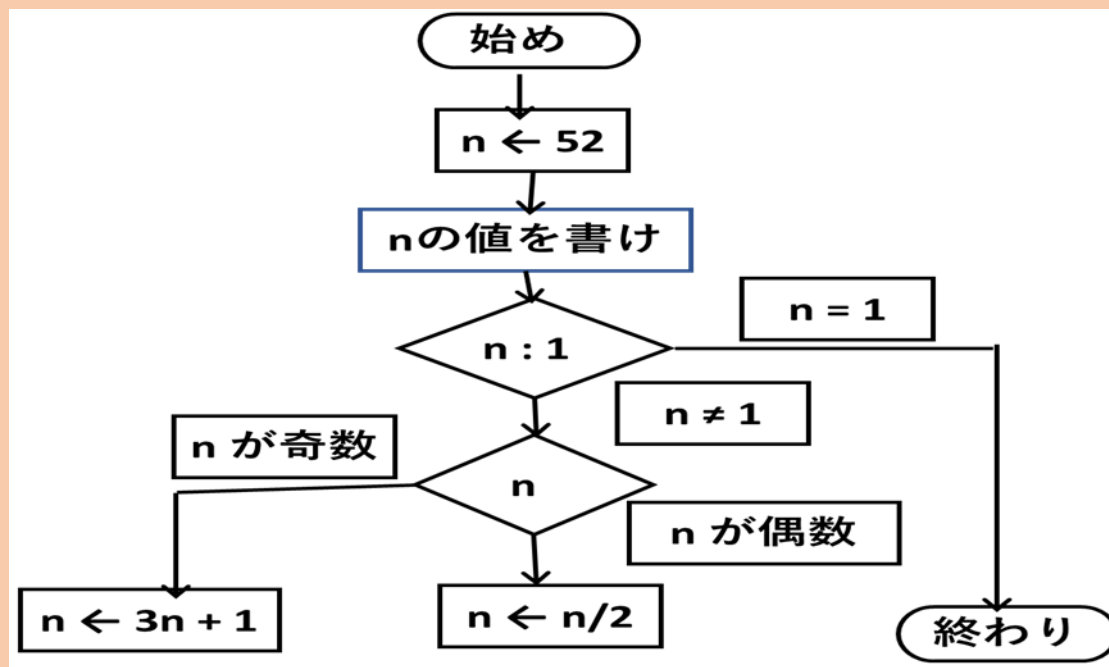 始め
n ← 52
nの値を書け
n = 1
n : 1
n ≠ 1
n が奇数
n
n が偶数
n ← 3n + 1
n ← n/2
終わり